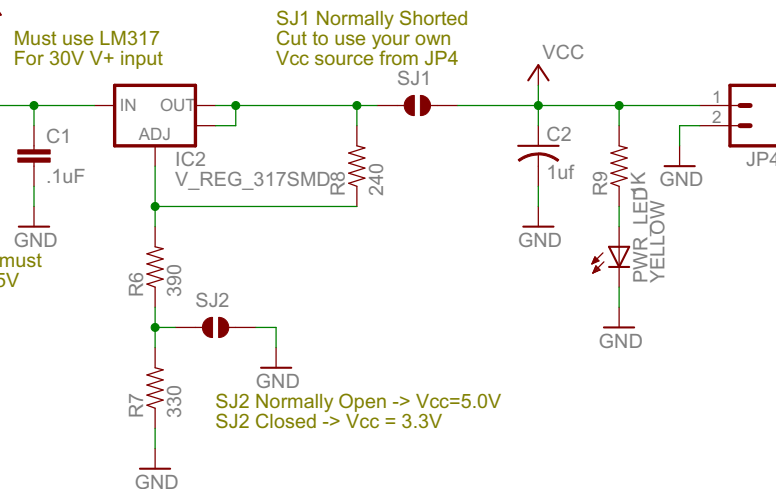 Must use LM317
For 30V V+ input
SJ1 Normally Shorted
Cut to use your own
Vcc source from JP4
SJ1
VCC
IN
OUT
ADJ
IC2
V_REG_317SMD
C1
.1uF
GND
must
5V
R8
240
C2
1uf
GND
R9
1K
PWR_LED
YELLOW
GND
1
2
GND
JP4
R6
390
SJ2
GND
R7
330
GND
SJ2 Normally Open -> Vcc=5.0V
SJ2 Closed -> Vcc = 3.3V